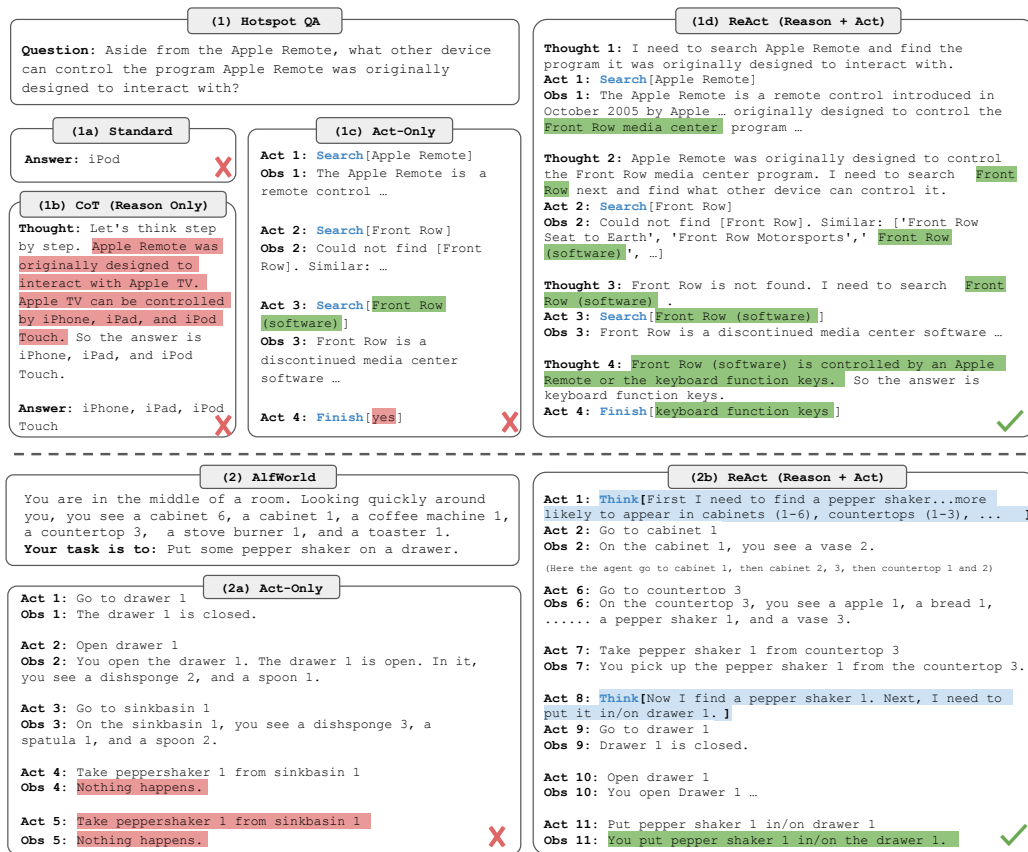 (1) Hotspot QA
Question: Aside from the Apple Remote, what other device
can control the program Apple Remote was originally
designed to interact with?
(1a) Standard
Answer: iPod
(1b) CoT (Reason Only)
Thought: Let's think step
by step. Apple Remote was
originally designed to
interact with Apple TV.
Apple TV can be controlled
by iPhone, iPad, and iPod
Touch. So the answer is
iPhone, iPad, and iPod
Touch.
Answer: iPhone, iPad, iPod
Touch
(1c) Act-Only
Act 1: Search[Apple Remote]
Obs 1: The Apple Remote is a
remote control …
Act 2: Search[Front Row]
Obs 2: Could not find [Front
Row]. Similar: …
Act 3: Search[Front Row
(software)]
Obs 3: Front Row is a
discontinued media center
software …
Act 4: Finish[yes]
(1d) ReAct (Reason + Act)
Thought 1: I need to search Apple Remote and find the
program it was originally designed to interact with.
Act 1: Search[Apple Remote]
Obs 1: The Apple Remote is a remote control introduced in
October 2005 by Apple … originally designed to control the
Front Row media center program …
Thought 2: Apple Remote was originally designed to control
the Front Row media center program. I need to search Front
Row next and find what other device can control it.
Act 2: Search[Front Row]
Obs 2: Could not find [Front Row]. Similar: ['Front Row
Seat to Earth', 'Front Row Motorsports',' Front Row
(software)', …]
Thought 3: Front Row is not found. I need to search Front
Row (software) .
Act 3: Search[Front Row (software)]
Obs 3: Front Row is a discontinued media center software …
Thought 4: Front Row (software) is controlled by an Apple
Remote or the keyboard function keys. So the answer is
keyboard function keys.
Act 4: Finish[keyboard function keys]
(2) AlfWorld
You are in the middle of a room. Looking quickly around
you, you see a cabinet 6, a cabinet 1, a coffee machine 1,
a countertop 3, a stove burner 1, and a toaster 1.
Your task is to: Put some pepper shaker on a drawer.
(2a) Act-Only
Act 1: Go to drawer 1
Obs 1: The drawer 1 is closed.
Act 2: Open drawer 1
Obs 2: You open the drawer 1. The drawer 1 is open. In it,
you see a dishsponge 2, and a spoon 1.
Act 3: Go to sinkbasin 1
Obs 3: On the sinkbasin 1, you see a dishsponge 3, a
spatula 1, and a spoon 2.
Act 4: Take peppershaker 1 from sinkbasin 1
Obs 4: Nothing happens.
Act 5: Take peppershaker 1 from sinkbasin 1
Obs 5: Nothing happens.
(2b) ReAct (Reason + Act)
Act 1: Think[First I need to find a pepper shaker...more
likely to appear in cabinets (1-6), countertops (1-3), ... ]
Act 2: Go to cabinet 1
Obs 2: On the cabinet 1, you see a vase 2.
(Here the agent go to cabinet 1, then cabinet 2, 3, then countertop 1 and 2)
Act 6: Go to countertop 3
Obs 6: On the countertop 3, you see a apple 1, a bread 1,
...... a pepper shaker 1, and a vase 3.
Act 7: Take pepper shaker 1 from countertop 3
Obs 7: You pick up the pepper shaker 1 from the countertop 3.
Act 8: Think[Now I find a pepper shaker 1. Next, I need to
put it in/on drawer 1. ]
Act 9: Go to drawer 1
Obs 9: Drawer 1 is closed.
Act 10: Open drawer 1
Obs 10: You open Drawer 1 …
Act 11: Put pepper shaker 1 in/on drawer 1
Obs 11: You put pepper shaker 1 in/on the drawer 1.